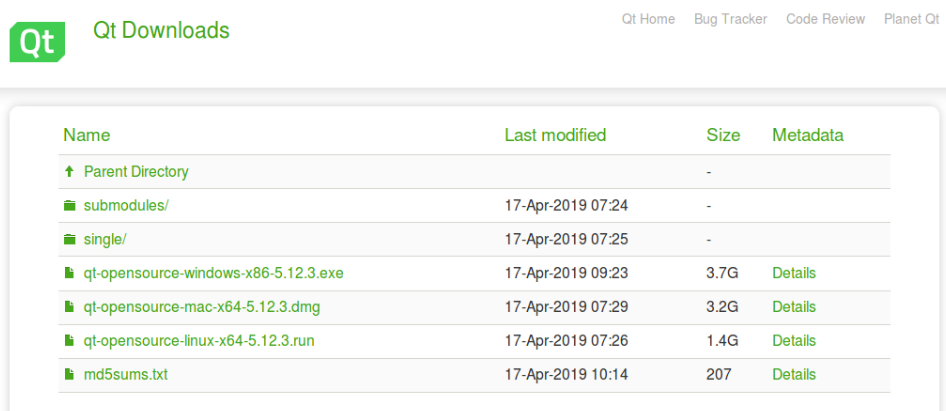 Qt Qt Downloads Qt Home Bug Tracker Code Review Planet Qt
Name Last modified Size Metadata
Parent Directory -
submodules/ 17-Apr-2019 07:24 -
single/ 17-Apr-2019 07:25 -
qt-opensource-windows-x86-5.12.3.exe 17-Apr-2019 09:23 3.7G Details
qt-opensource-mac-x64-5.12.3.dmg 17-Apr-2019 07:29 3.2G Details
qt-opensource-linux-x64-5.12.3.run 17-Apr-2019 07:26 1.4G Details
md5sums.txt 17-Apr-2019 10:14 207 Details